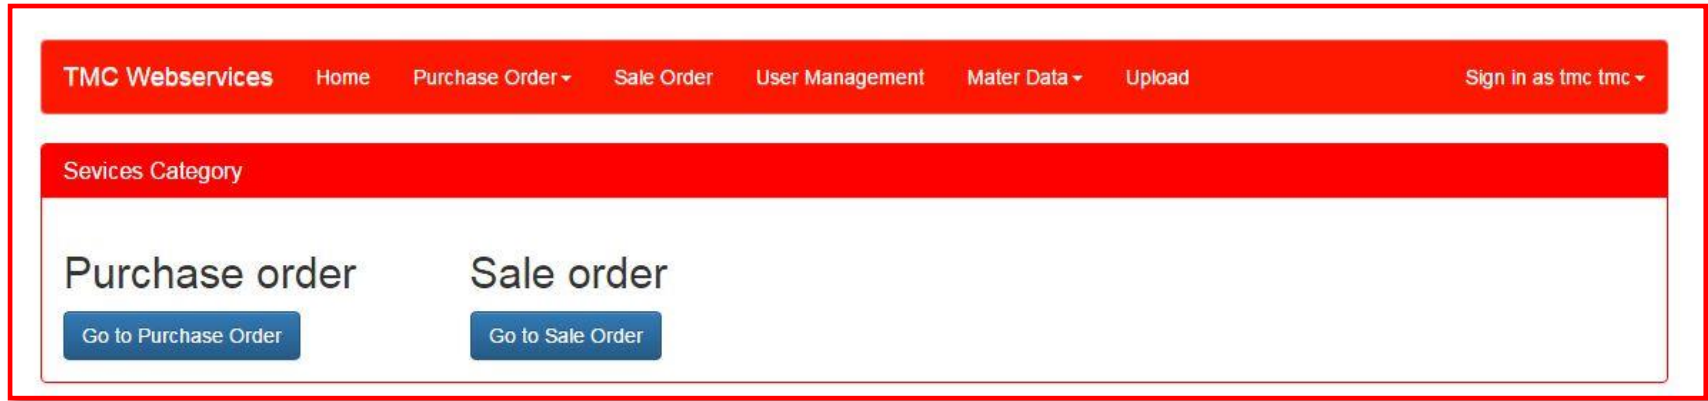 TMC Webservices Home Purchase Order Sale Order User Management Mater Data Upload Sign in as tmc tmc
Sevices Category
Purchase order Sale order
Go to Purchase Order Go to Sale Order